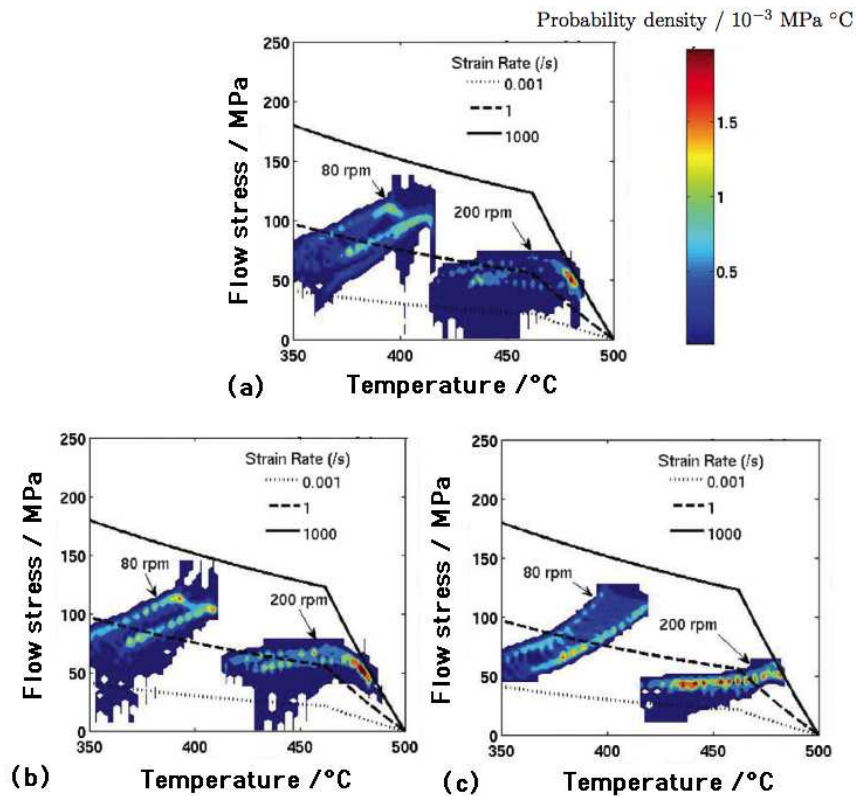 Probability density / 10⁻³ MPa °C
250
200
150
100
50
0
Flow stress / MPa
Strain Rate (/s)
0.001
1
1000
80 rpm
200 rpm
350 400 450 500
(a) Temperature /°C
1.5
1
0.5
250
200
150
100
50
0
Flow stress / MPa
Strain Rate (/s)
0.001
1
1000
80 rpm
200 rpm
350 400 450 500
(b) Temperature /°C
250
200
150
100
50
0
Flow stress / MPa
Strain Rate (/s)
0.001
1
1000
80 rpm
200 rpm
350 400 450 500
(c) Temperature /°C